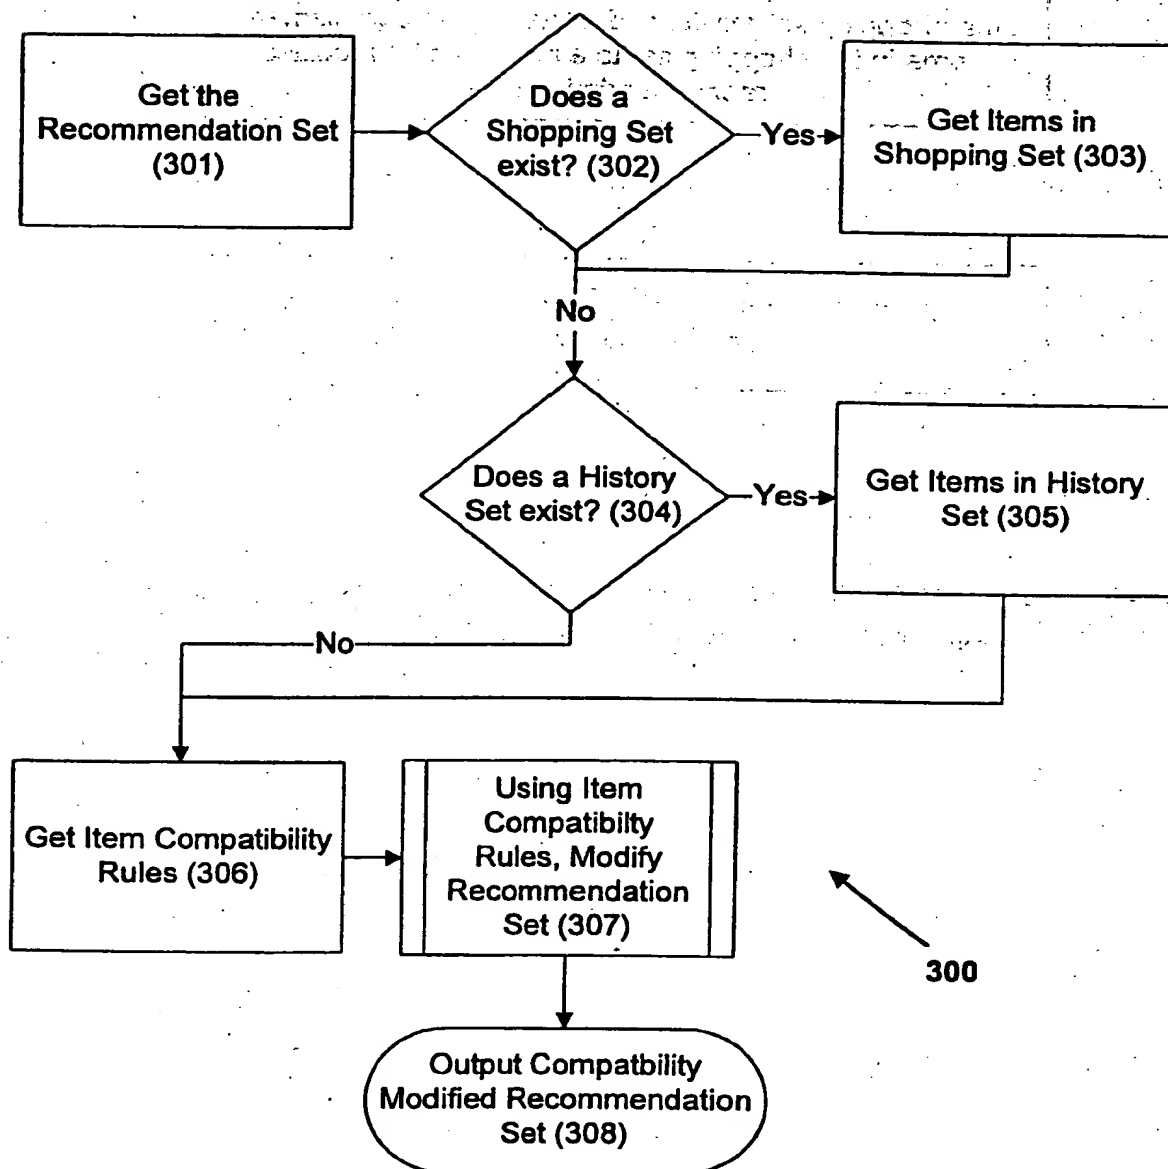 Get the
Recommendation Set
(301)
Does a
Shopping Set
exist? (302)
Yes
Get Items in
Shopping Set (303)
No
Does a History
Set exist? (304)
Yes
Get Items in History
Set (305)
No
Get Item Compatibility
Rules (306)
Using Item
Compatibilty
Rules, Modify
Recommendation
Set (307)
300
Output Compatbility
Modified Recommendation
Set (308)